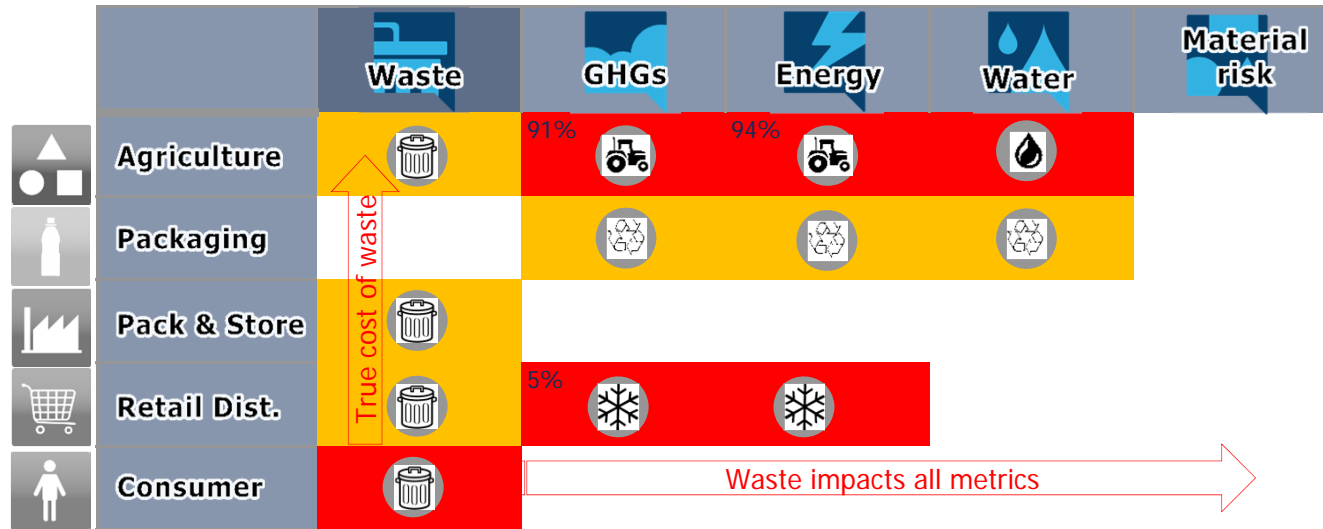 Waste
GHGs
Energy
Water
Material
risk
Agriculture
91%
94%
Packaging
Pack & Store
Retail Dist.
5%
Consumer
True cost of waste
Waste impacts all metrics